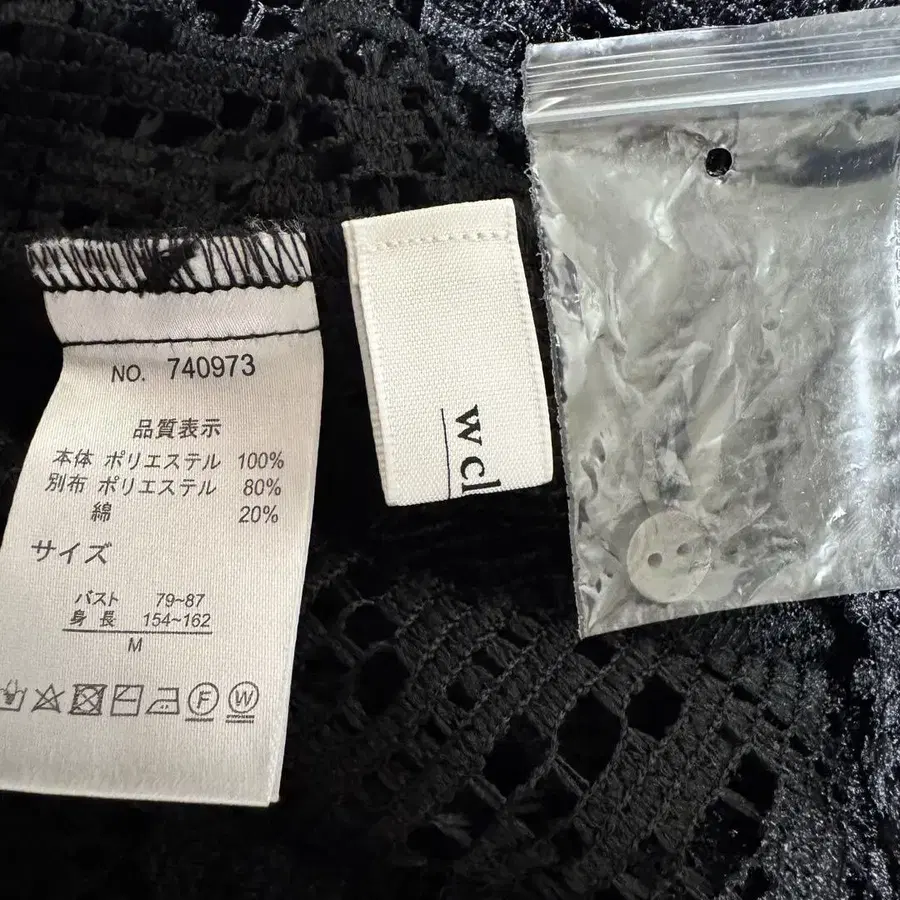 NO. 740973
品質表示
本体 ポリエステル 100%
別布 ポリエステル 80%
綿 20%
サイズ
バスト 79~87
身長 154~162
M
F W
w cl